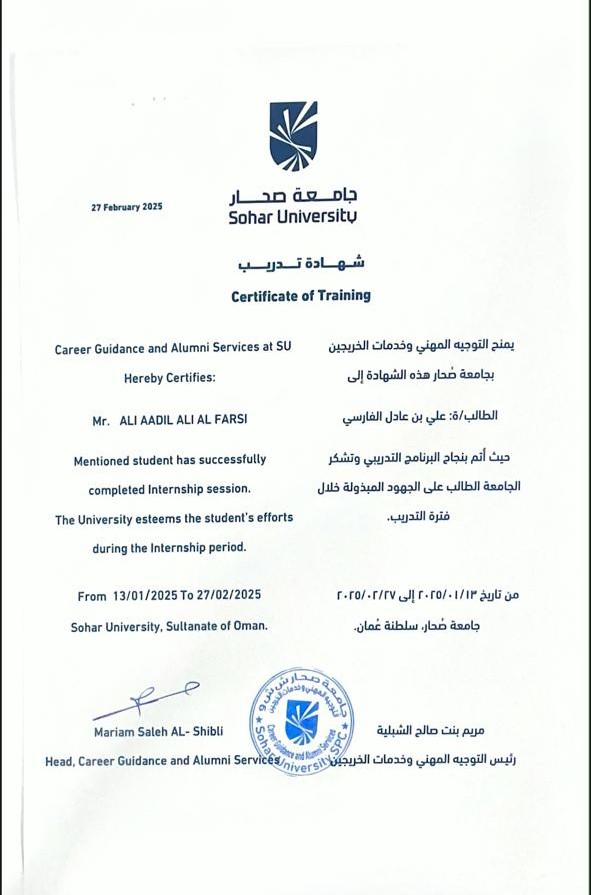 جامعة صحار
Sohar University
27 February 2025
شهادة تدريب
Certificate of Training
Career Guidance and Alumni Services at SU
Hereby Certifies:
Mr. ALI AADIL ALI AL FARSI
Mentioned student has successfully
completed Internship session.
The University esteems the student's efforts
during the Internship period.
From 13/01/2025 To 27/02/2025
Sohar University, Sultanate of Oman.
يمنح التوجيه المهني وخدمات الخريجين
بجامعة صُحار هذه الشهادة إلى
الطالب/ة: علي بن عادل الفارسي
حيث أتم بنجاح البرنامج التدريبي وتشكر
الجامعة الطالب على الجهود المبذولة خلال
فترة التدريب.
من تاريخ ٢٠٢٥/٠١/١٣ إلى ٢٠٢٥/٠٢/٢٧
جامعة صُحار، سلطنة عُمان.
Mariam Saleh AL- Shibli
Head, Career Guidance and Alumni Services
مريم بنت صالح الشبلية
رئيس التوجيه المهني وخدمات الخريجين
جامعة صحار ش ش و
التوجيه المهني وخدمات الخريجين
Career Guidance and Alumni Services
Sohar University SPC